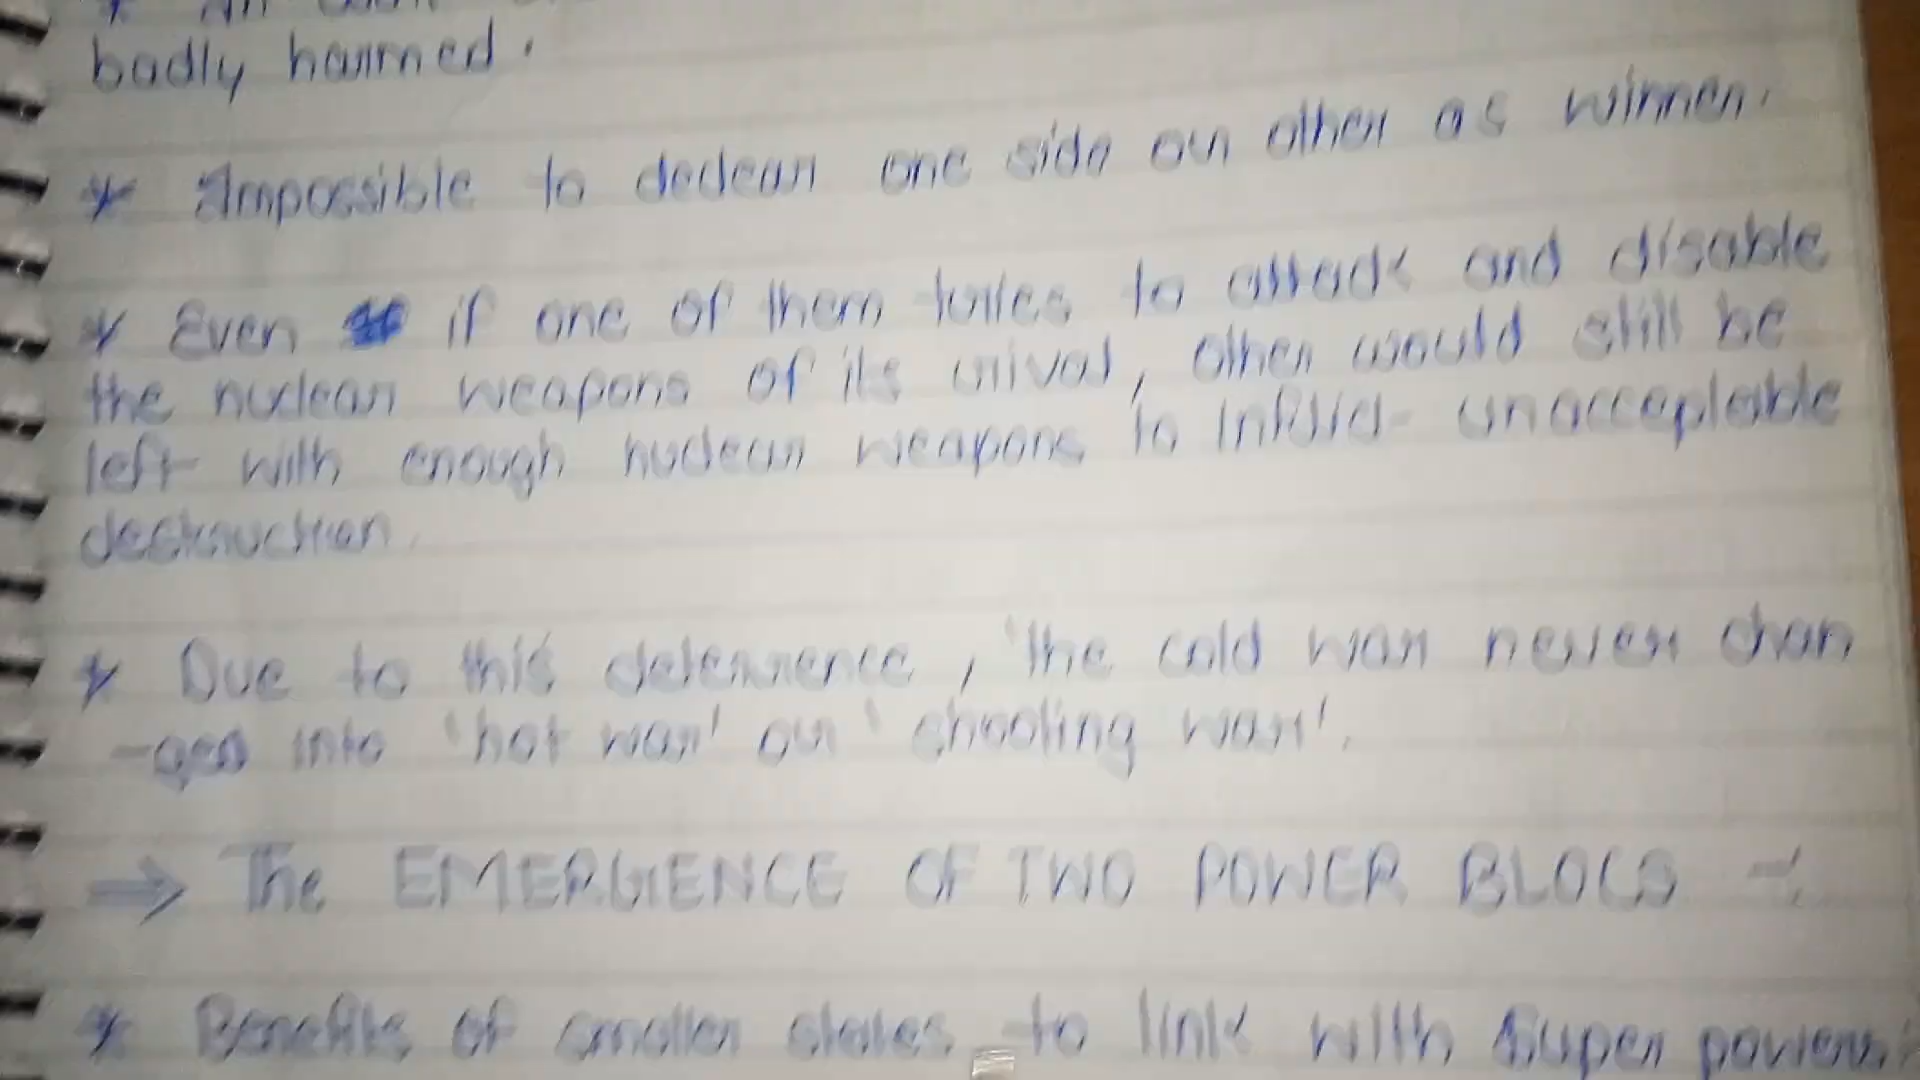 badly harmed.
* Impossible to declear one side or other as winner.
* Even if one of them tries to attack and disable
the nuclear weapons of its rival, other would still be
left with enough nuclear weapons to inflict unacceptable
destruction.
* Due to this deterrence, 'the cold war never chan
-ged into 'hot war' or 'shooting war'.
⇒ The EMERGENCE OF TWO POWER BLOCS -:
* Benefits of smaller states to link with Super powers: